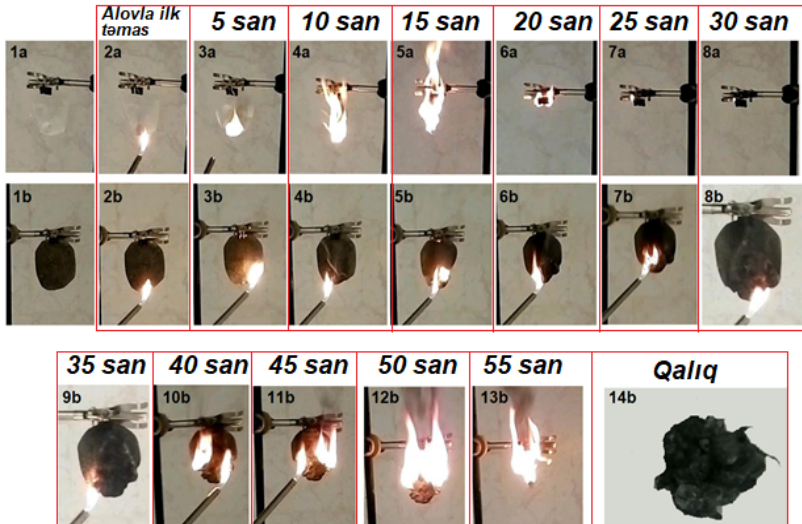 Alovla ilk
təmas
5 san
10 san
15 san
20 san
25 san
30 san
1a
2a
3a
4a
5a
6a
7a
8a
1b
2b
3b
4b
5b
6b
7b
8b
35 san
40 san
45 san
50 san
55 san
Qalıq
9b
10b
11b
12b
13b
14b